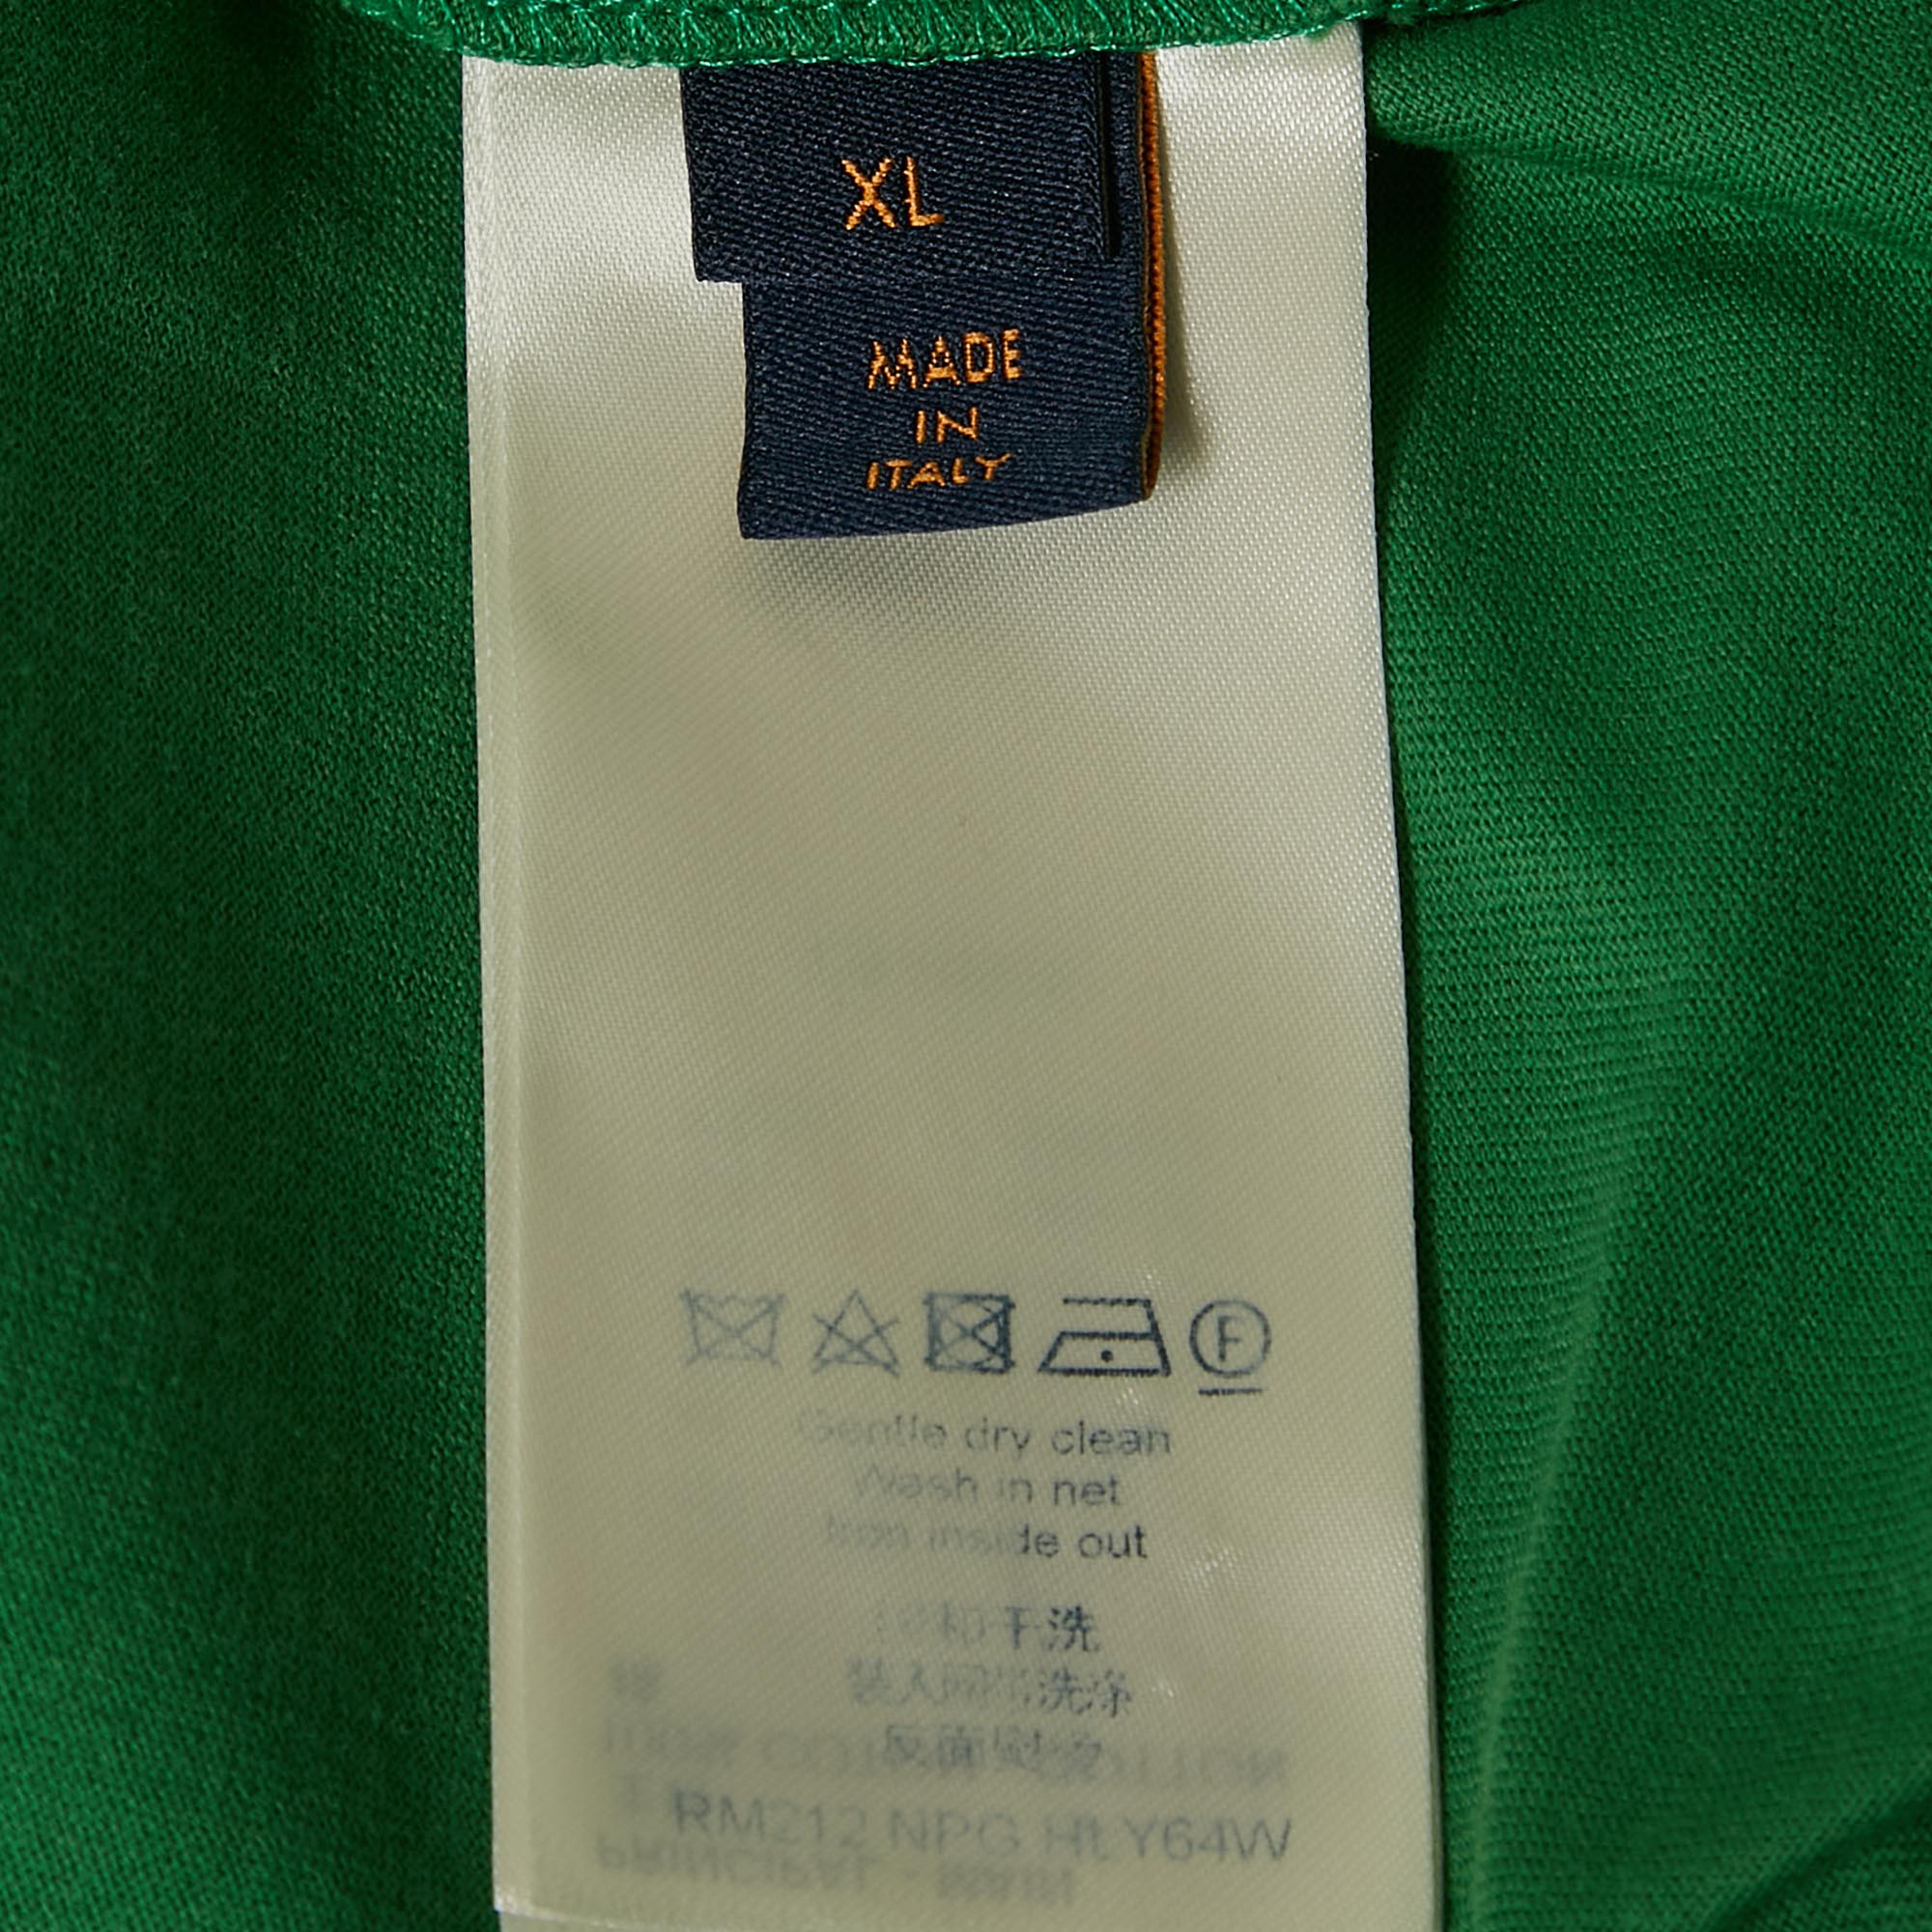 XL
MADE
IN
ITALY
F
Gentle dry clean
Wash in net
Iron inside out
干洗
装入网 洗涤
反面熨烫
RM212 NPG HLY64W